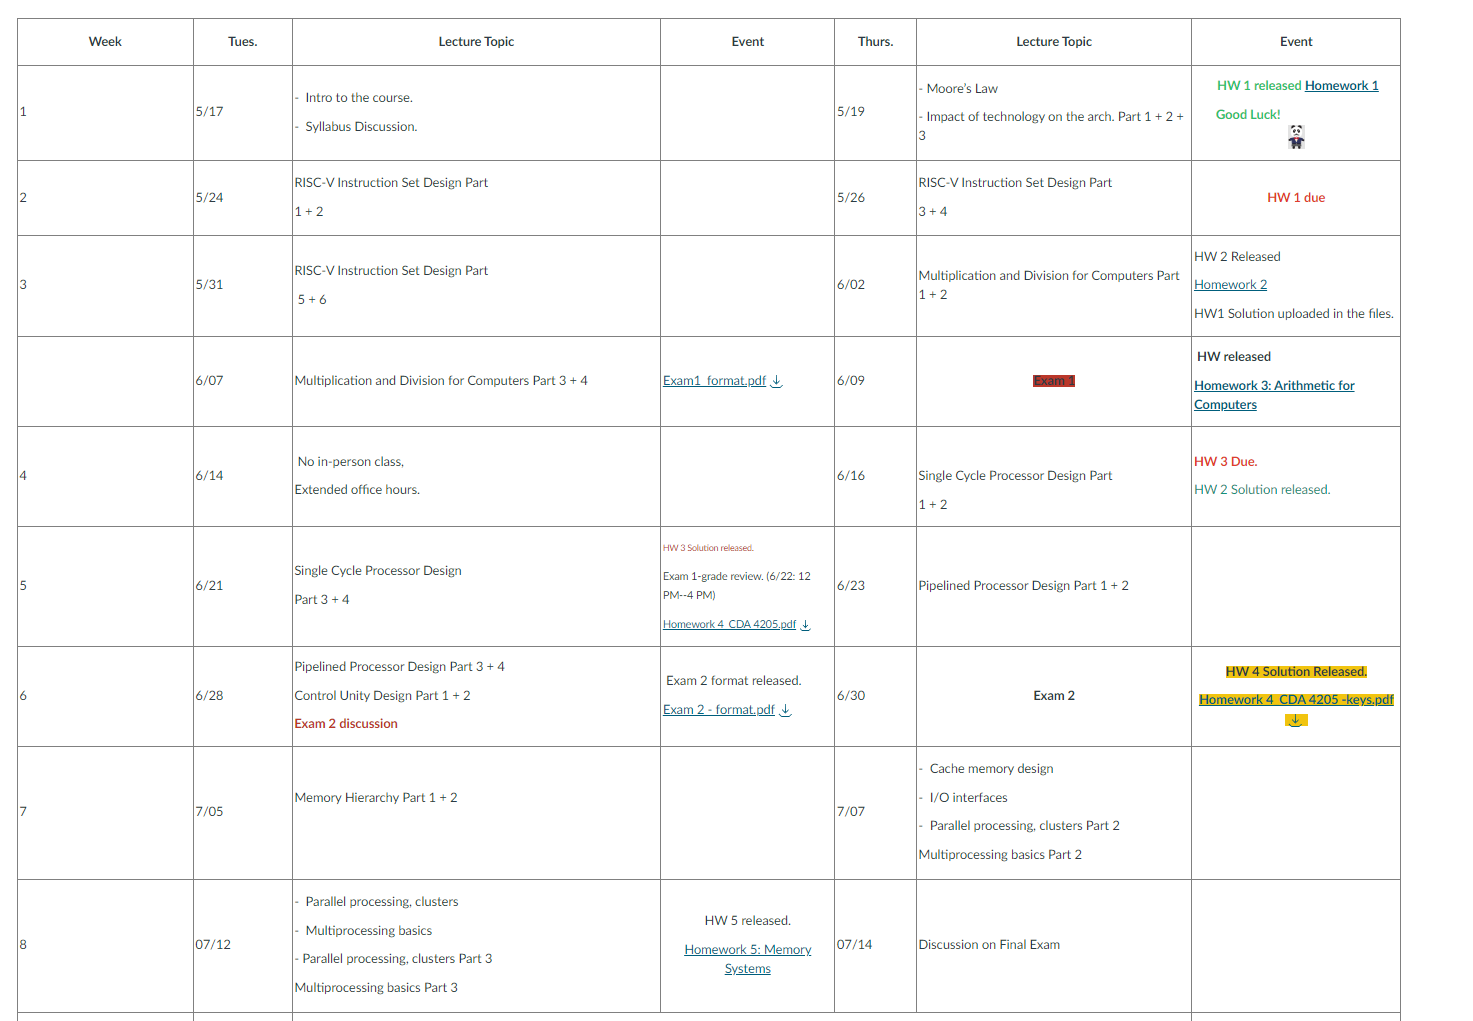 Week Tues. Lecture Topic Event Thurs. Lecture Topic Event
1
5/17
- Intro to the course.
- Syllabus Discussion.
5/19
- Moore's Law
- Impact of technology on the arch. Part 1 + 2 +
3
HW 1 released Homework 1
Good Luck!
2
5/24
RISC-V Instruction Set Design Part
1 + 2
5/26
RISC-V Instruction Set Design Part
3 + 4
HW 1 due
3
5/31
RISC-V Instruction Set Design Part
5 + 6
6/02
Multiplication and Division for Computers Part
1 + 2
HW 2 Released
Homework 2
HW1 Solution uploaded in the files.
6/07
Multiplication and Division for Computers Part 3 + 4
Exam1_format.pdf
6/09
Exam 1
HW released
Homework 3: Arithmetic for
Computers
4
6/14
No in-person class,
Extended office hours.
6/16
Single Cycle Processor Design Part
1 + 2
HW 3 Due.
HW 2 Solution released.
5
6/21
Single Cycle Processor Design
Part 3 + 4
HW 3 Solution released.
Exam 1-grade review. (6/22: 12
PM--4 PM)
Homework 4_CDA 4205.pdf
6/23
Pipelined Processor Design Part 1 + 2
6
6/28
Pipelined Processor Design Part 3 + 4
Control Unity Design Part 1 + 2
Exam 2 discussion
Exam 2 format released.
Exam 2 - format.pdf
6/30
Exam 2
HW 4 Solution Released.
Homework 4_CDA 4205 -keys.pdf
7
7/05
Memory Hierarchy Part 1 + 2
7/07
- Cache memory design
- I/O interfaces
- Parallel processing, clusters Part 2
Multiprocessing basics Part 2
8
07/12
- Parallel processing, clusters
- Multiprocessing basics
- Parallel processing, clusters Part 3
Multiprocessing basics Part 3
HW 5 released.
Homework 5: Memory
Systems
07/14
Discussion on Final Exam